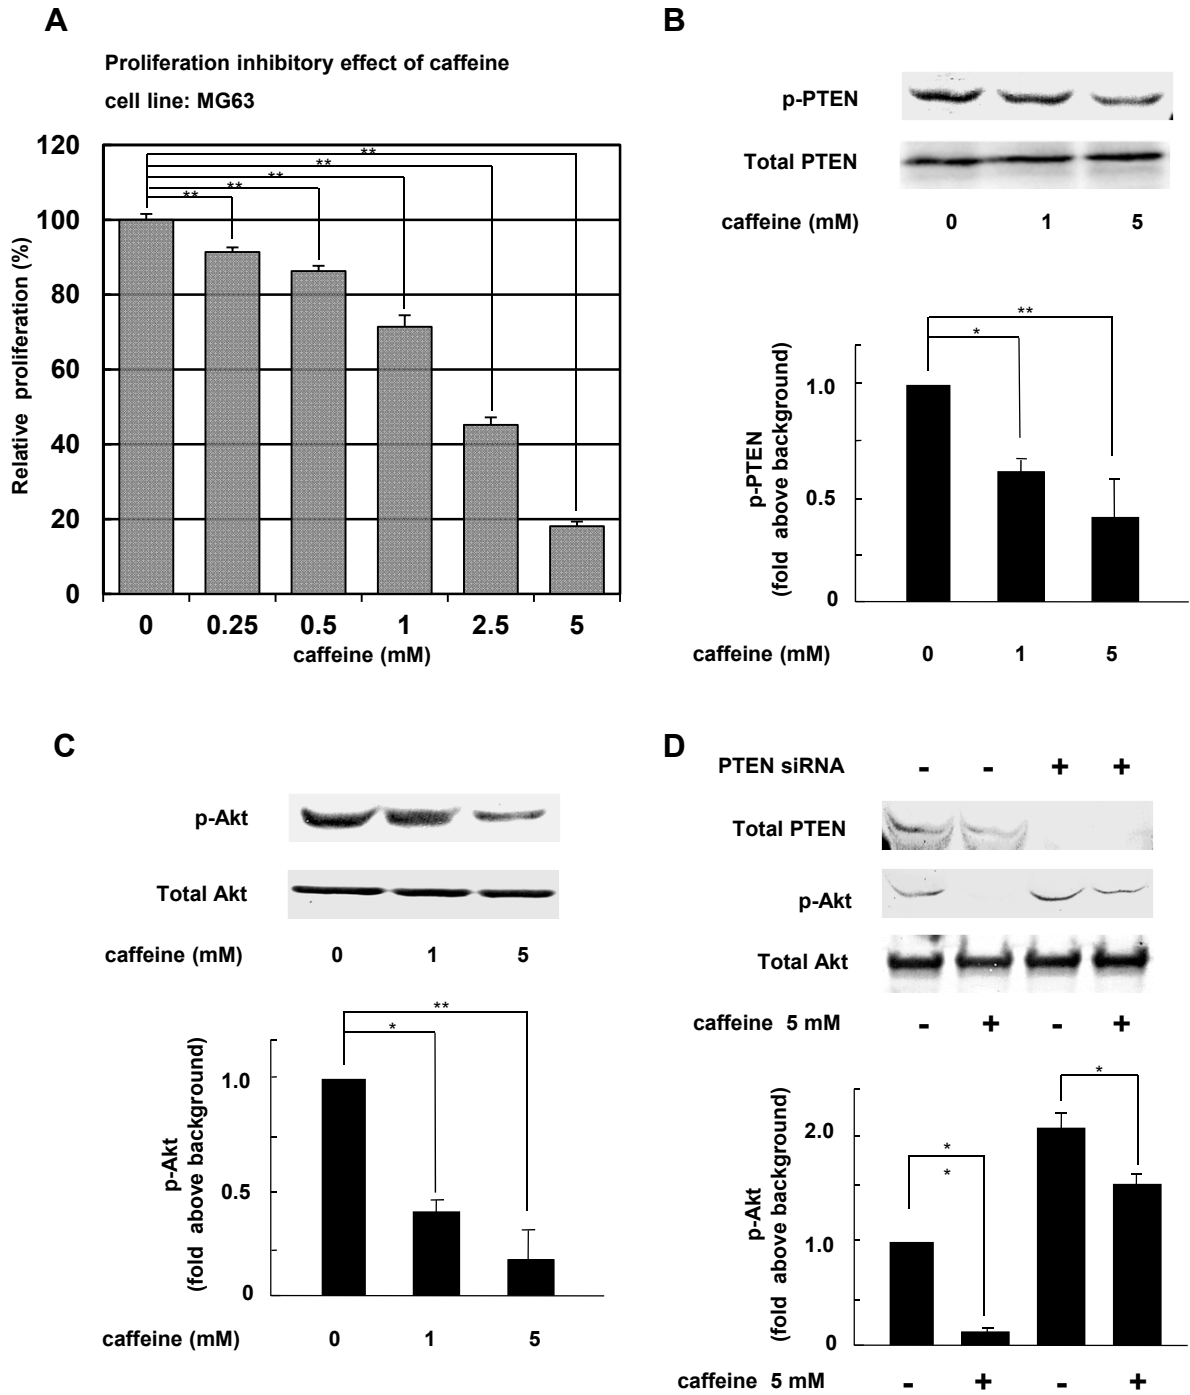 A
Proliferation inhibitory effect of caffeine
cell line: MG63
120
100
80
60
40
20
0
Relative proliferation (%)
**
**
**
**
**
0 0.25 0.5 1 2.5 5
caffeine (mM)
B
p-PTEN
Total PTEN
caffeine (mM) 0 1 5
p-PTEN
(fold above background)
1.0
0.5
0
**
*
caffeine (mM) 0 1 5
C
p-Akt
Total Akt
caffeine (mM) 0 1 5
p-Akt
(fold above background)
1.0
0.5
0
**
*
caffeine (mM) 0 1 5
D
PTEN siRNA - - + +
Total PTEN
p-Akt
Total Akt
caffeine 5 mM - + - +
p-Akt
(fold above background)
2.0
1.0
0
*
*
*
caffeine 5 mM - + - +